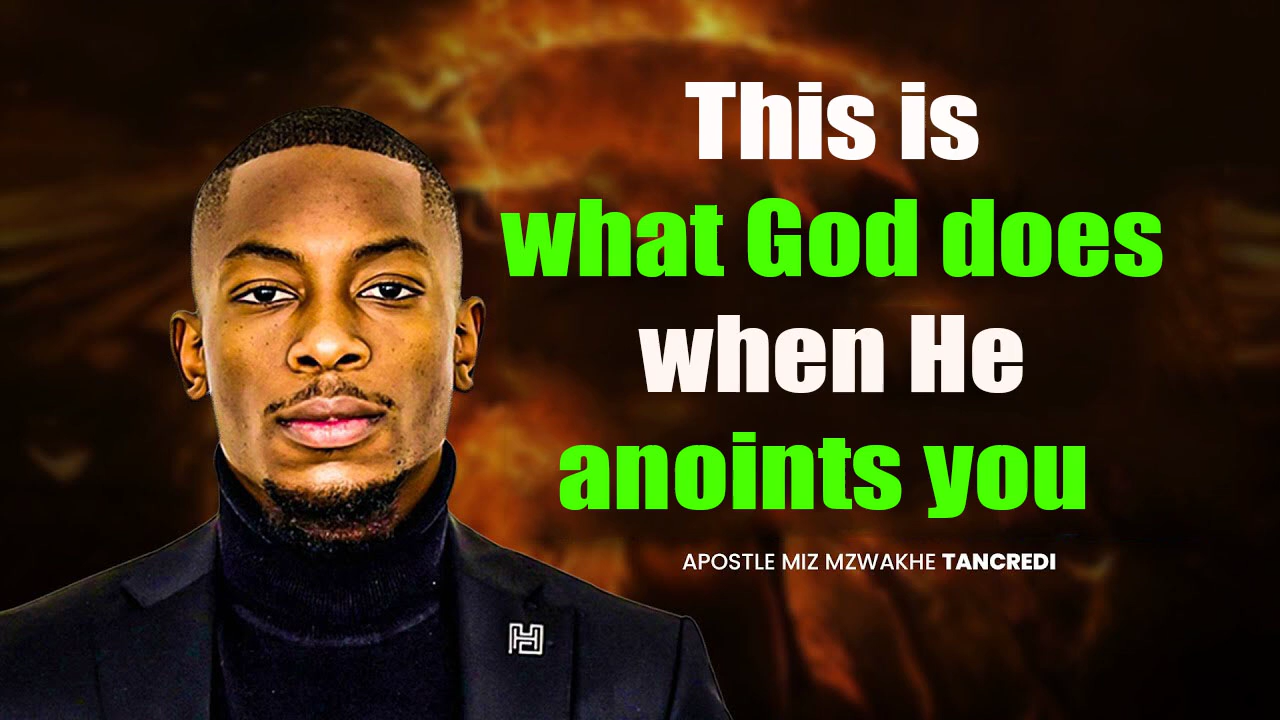 This is
what God does
when He
anoints you
APOSTLE MIZ MZWAKHE TANCREDI